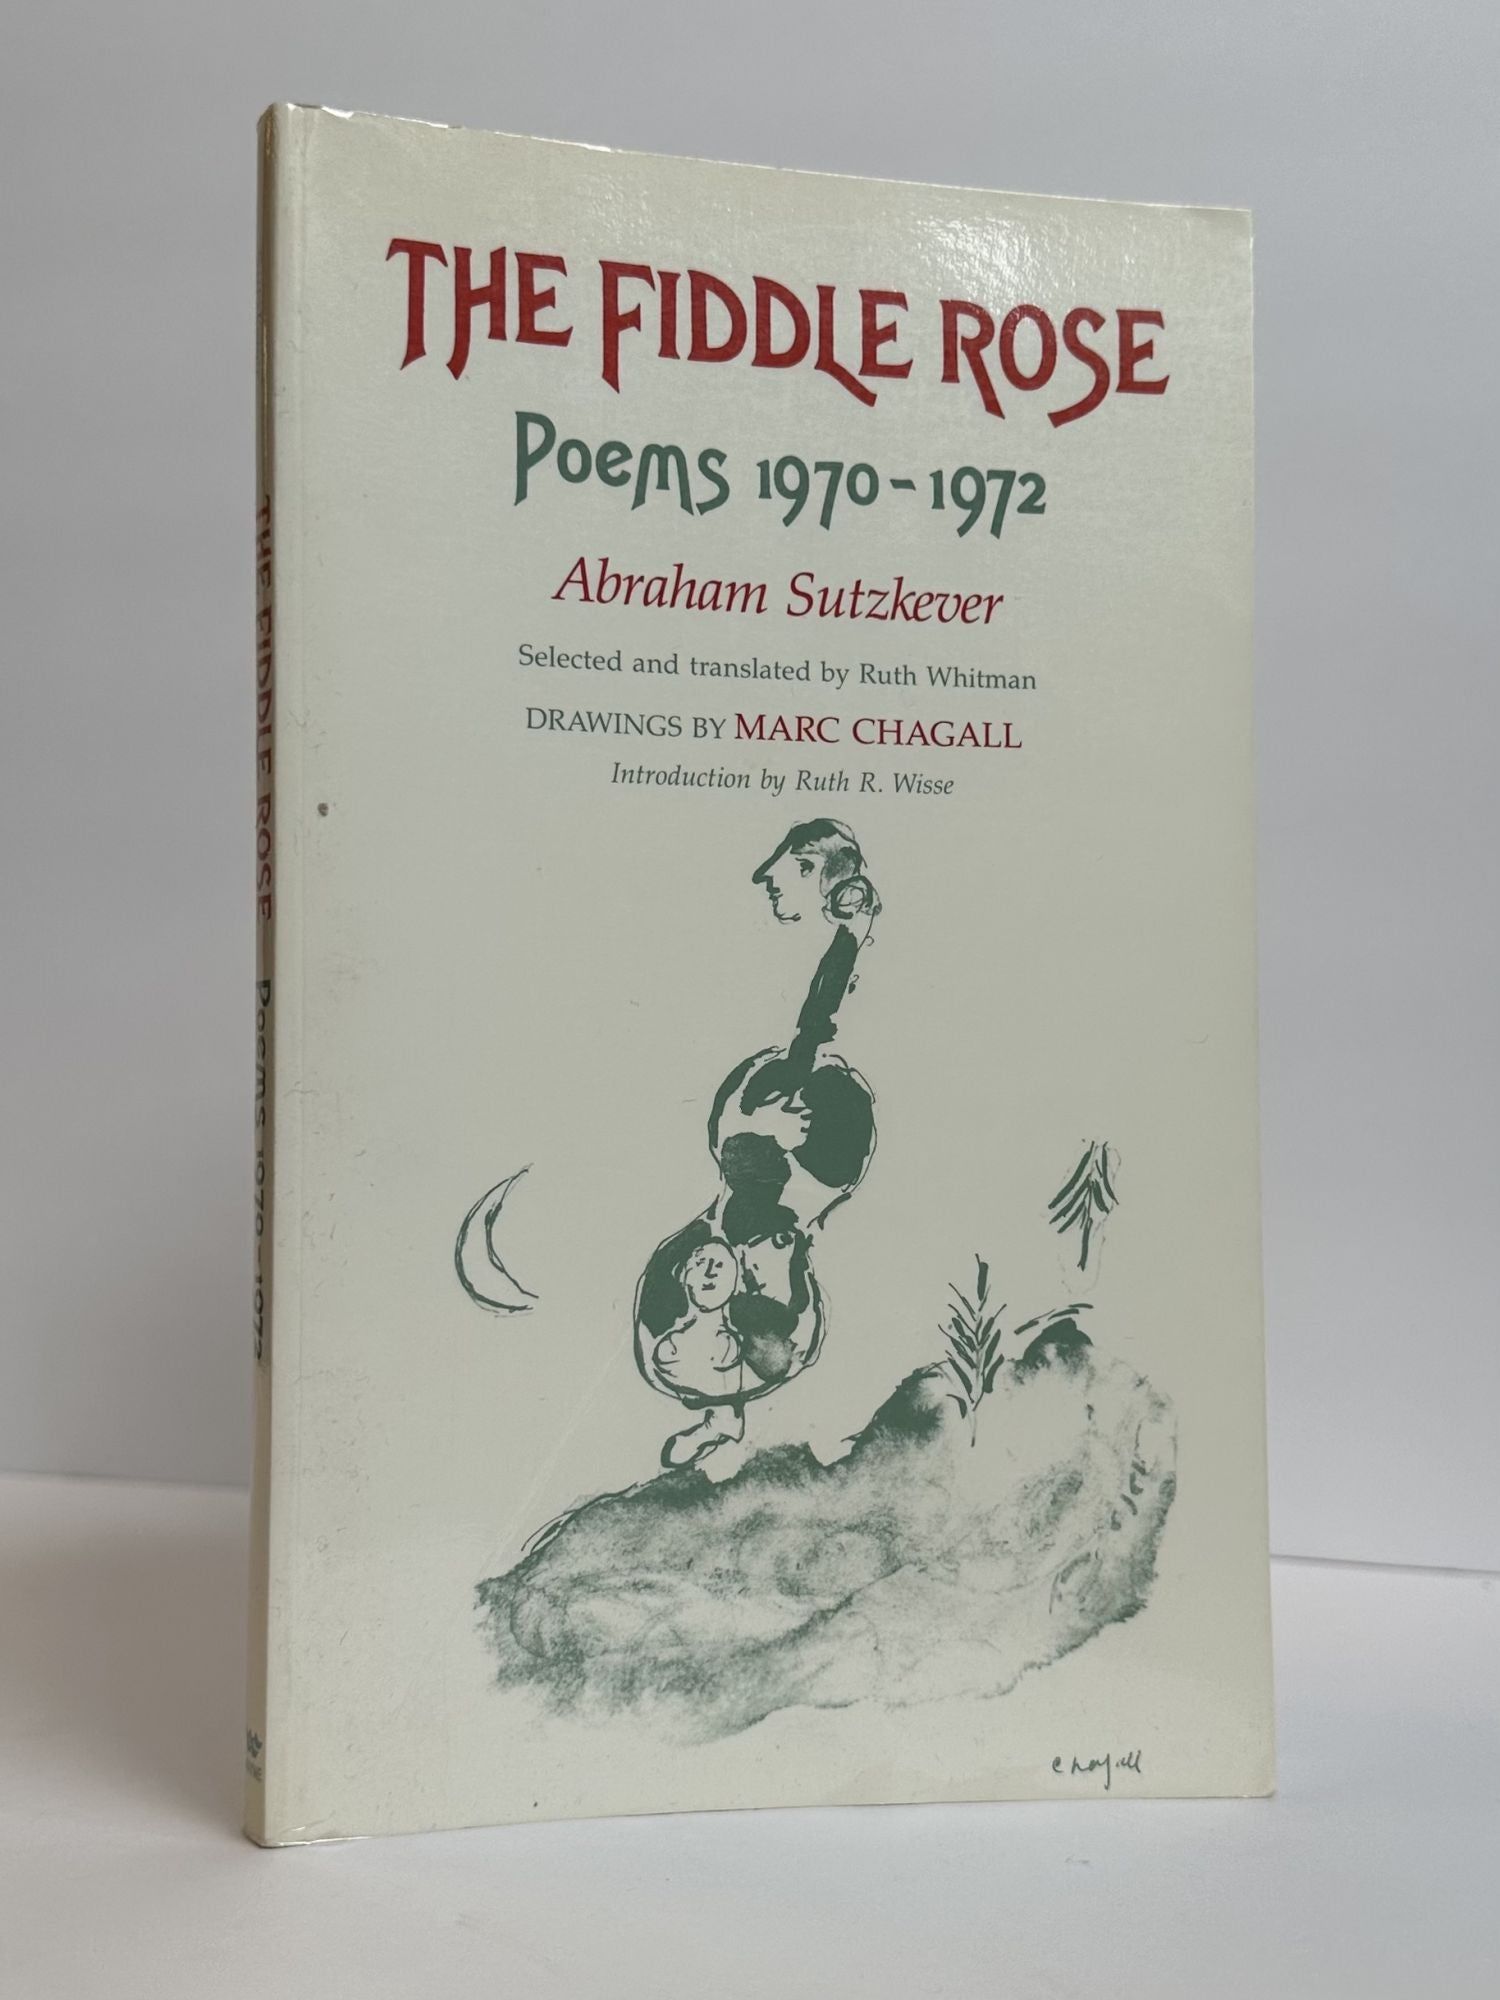 THE FIDDLE ROSE
Poems 1970-1972
Abraham Sutzkever
Selected and translated by Ruth Whitman
DRAWINGS BY MARC CHAGALL
Introduction by Ruth R. Wisse
Chagall
THE FIDDLE ROSE Poems 1970-1972